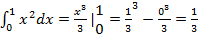 ∫₀¹ x² dx = x³/3 |₀¹ = 1³/3 − 0³/3 = 1/3